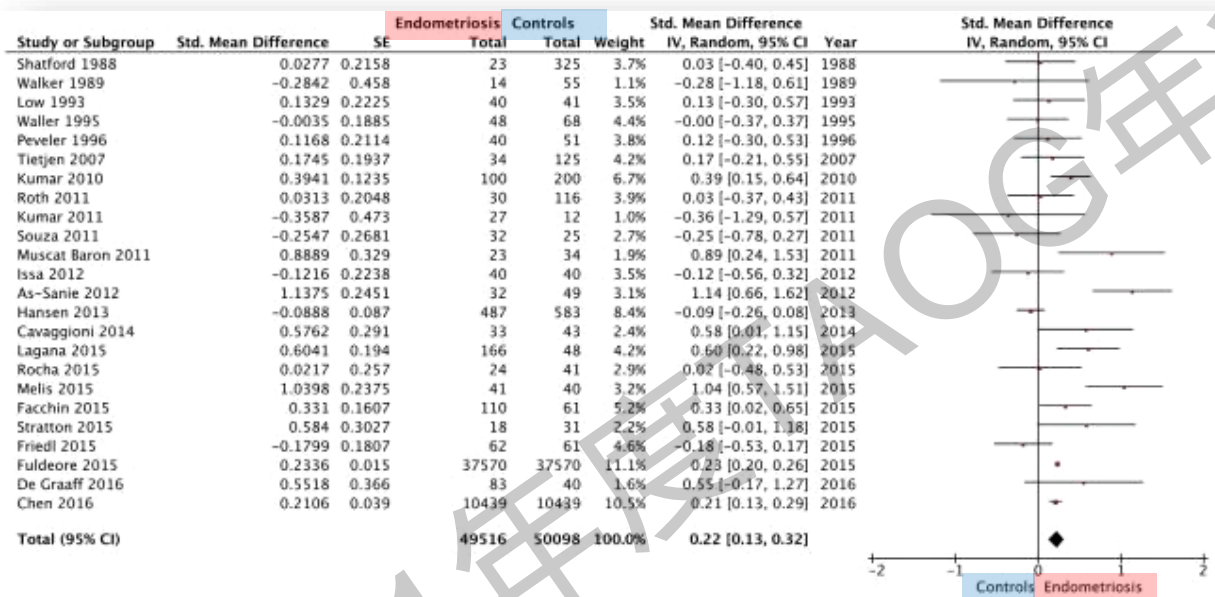 Endometriosis Controls Std. Mean Difference Std. Mean Difference
Study or Subgroup Std. Mean Difference SE Total Total Weight IV, Random, 95% CI Year IV, Random, 95% CI
Shatford 1988 0.0277 0.2158 23 325 3.7% 0.03 [-0.40, 0.45] 1988
Walker 1989 -0.2842 0.458 14 55 1.1% -0.28 [-1.18, 0.61] 1989
Low 1993 0.1329 0.2225 40 41 3.5% 0.13 [-0.30, 0.57] 1993
Waller 1995 -0.0035 0.1885 48 68 4.4% -0.00 [-0.37, 0.37] 1995
Peveler 1996 0.1168 0.2114 40 51 3.8% 0.12 [-0.30, 0.53] 1996
Tietjen 2007 0.1745 0.1937 34 125 4.2% 0.17 [-0.21, 0.55] 2007
Kumar 2010 0.3941 0.1235 100 200 6.7% 0.39 [0.15, 0.64] 2010
Roth 2011 0.0313 0.2048 30 116 3.9% 0.03 [-0.37, 0.43] 2011
Kumar 2011 -0.3587 0.473 27 12 1.0% -0.36 [-1.29, 0.57] 2011
Souza 2011 -0.2547 0.2681 32 25 2.7% -0.25 [-0.78, 0.27] 2011
Muscat Baron 2011 0.8889 0.329 23 34 1.9% 0.89 [0.24, 1.53] 2011
Issa 2012 -0.1216 0.2238 40 40 3.5% -0.12 [-0.56, 0.32] 2012
As-Sanie 2012 1.1375 0.2451 32 49 3.1% 1.14 [0.66, 1.62] 2012
Hansen 2013 -0.0888 0.087 487 583 8.4% -0.09 [-0.26, 0.08] 2013
Cavaggioni 2014 0.5762 0.291 33 43 2.4% 0.58 [0.01, 1.15] 2014
Lagana 2015 0.6041 0.194 166 48 4.2% 0.60 [0.22, 0.98] 2015
Rocha 2015 0.0217 0.257 24 41 2.9% 0.02 [-0.48, 0.53] 2015
Melis 2015 1.0398 0.2375 41 40 3.2% 1.04 [0.57, 1.51] 2015
Facchin 2015 0.331 0.1607 110 61 5.2% 0.33 [0.02, 0.65] 2015
Stratton 2015 0.584 0.3027 18 31 2.2% 0.58 [-0.01, 1.18] 2015
Friedl 2015 -0.1799 0.1807 62 61 4.6% -0.18 [-0.53, 0.17] 2015
Fuldeore 2015 0.2336 0.015 37570 37570 11.1% 0.23 [0.20, 0.26] 2015
De Graaff 2016 0.5518 0.366 83 40 1.6% 0.55 [-0.17, 1.27] 2016
Chen 2016 0.2106 0.039 10439 10439 10.5% 0.21 [0.13, 0.29] 2016
Total (95% CI) 49516 50098 100.0% 0.22 [0.13, 0.32]
-2 -1 0 1 2
Controls Endometriosis
年度TAOG年